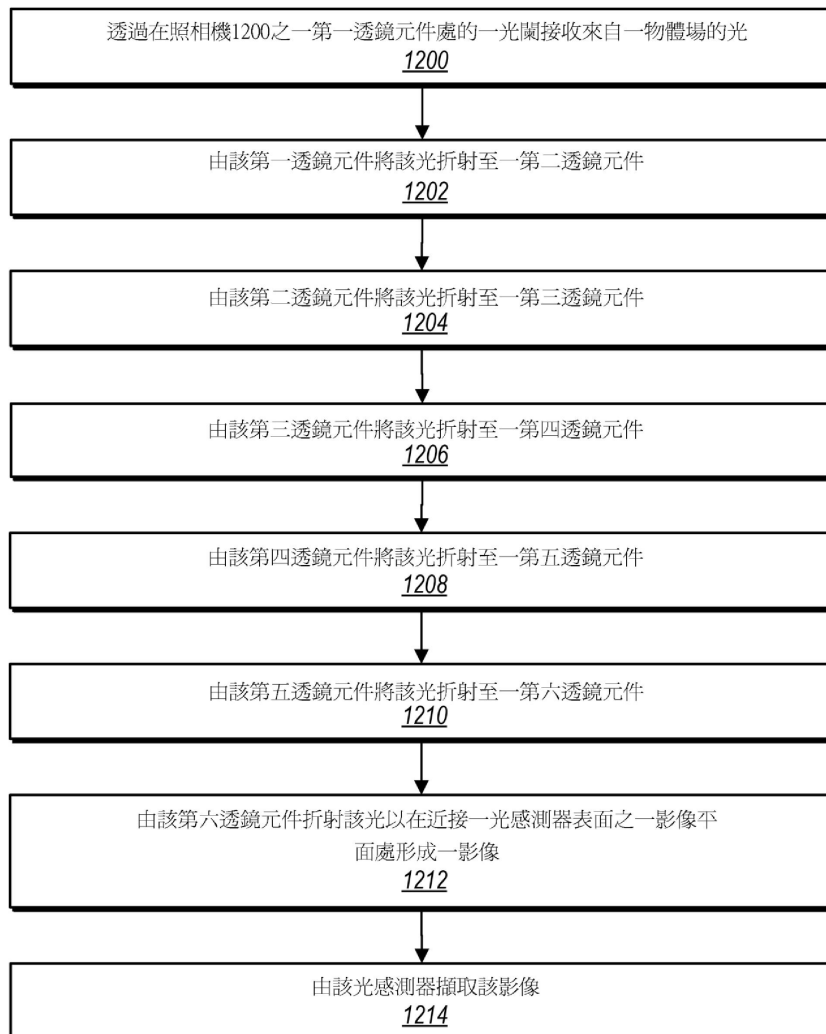 透過在照相機1200之一第一透鏡元件處的一光闌接收來自一物體場的光
1200
由該第一透鏡元件將該光折射至一第二透鏡元件
1202
由該第二透鏡元件將該光折射至一第三透鏡元件
1204
由該第三透鏡元件將該光折射至一第四透鏡元件
1206
由該第四透鏡元件將該光折射至一第五透鏡元件
1208
由該第五透鏡元件將該光折射至一第六透鏡元件
1210
由該第六透鏡元件折射該光以在近接一光感測器表面之一影像平
面處形成一影像
1212
由該光感測器擷取該影像
1214